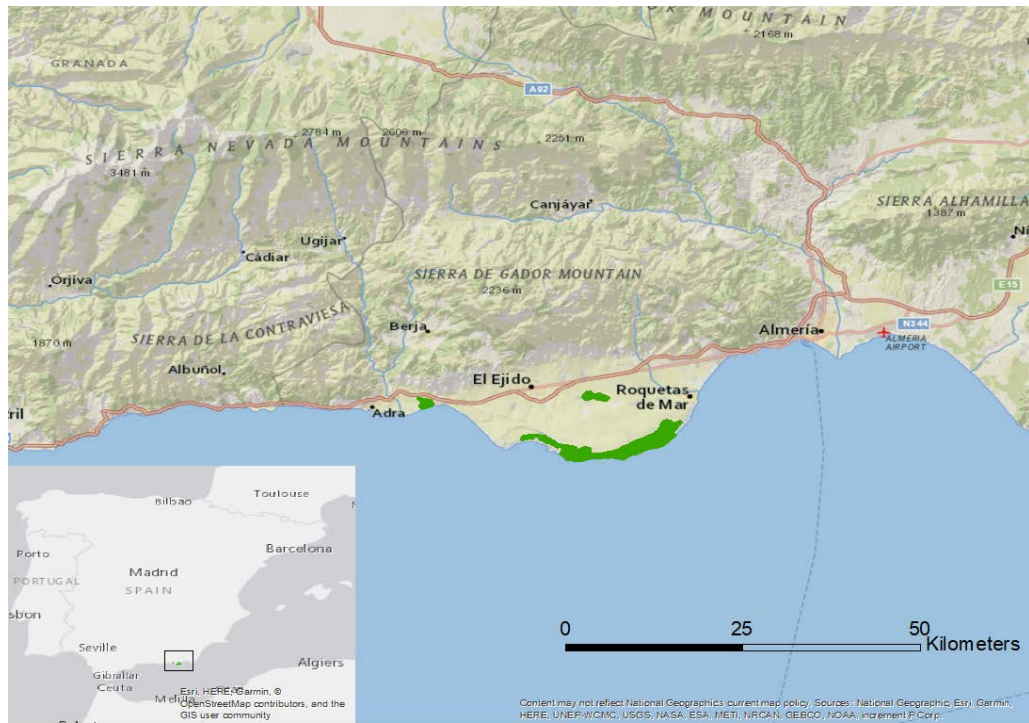 MOUNTAIN
2168 m
GRANADA
A92
2784 m
2606 m
2251 m
SIERRA NEVADA MOUNTAINS
3481 m
Canjáyar
SIERRA ALHAMILLA
1387 m
Ugíjar
Cádiar
SIERRA DE GADOR MOUNTAIN
2236 m
Órjiva
E 15
SIERRA DE LA CONTRAVIESA
Berja
Almería
N344
1870 m
ALMERIA
AIRPORT
Albuñol
El Ejido
Roquetas
de Mar
Adra
Toulouse
Bilbao
Porto
Barcelona
Madrid
PORTUGAL
SPAIN
Seville
Gibraltar
Ceuta
Algiers
Esri, HERE, Garmin, ©
OpenStreetMap contributors, and the
GIS user community
0 25 50
Kilometers
Content may not reflect National Geographic's current map policy. Sources: National Geographic, Esri, Garmin,
HERE, UNEP-WCMC, USGS, NASA, ESA, METI, NRCAN, GEBCO, NOAA, increment P Corp.